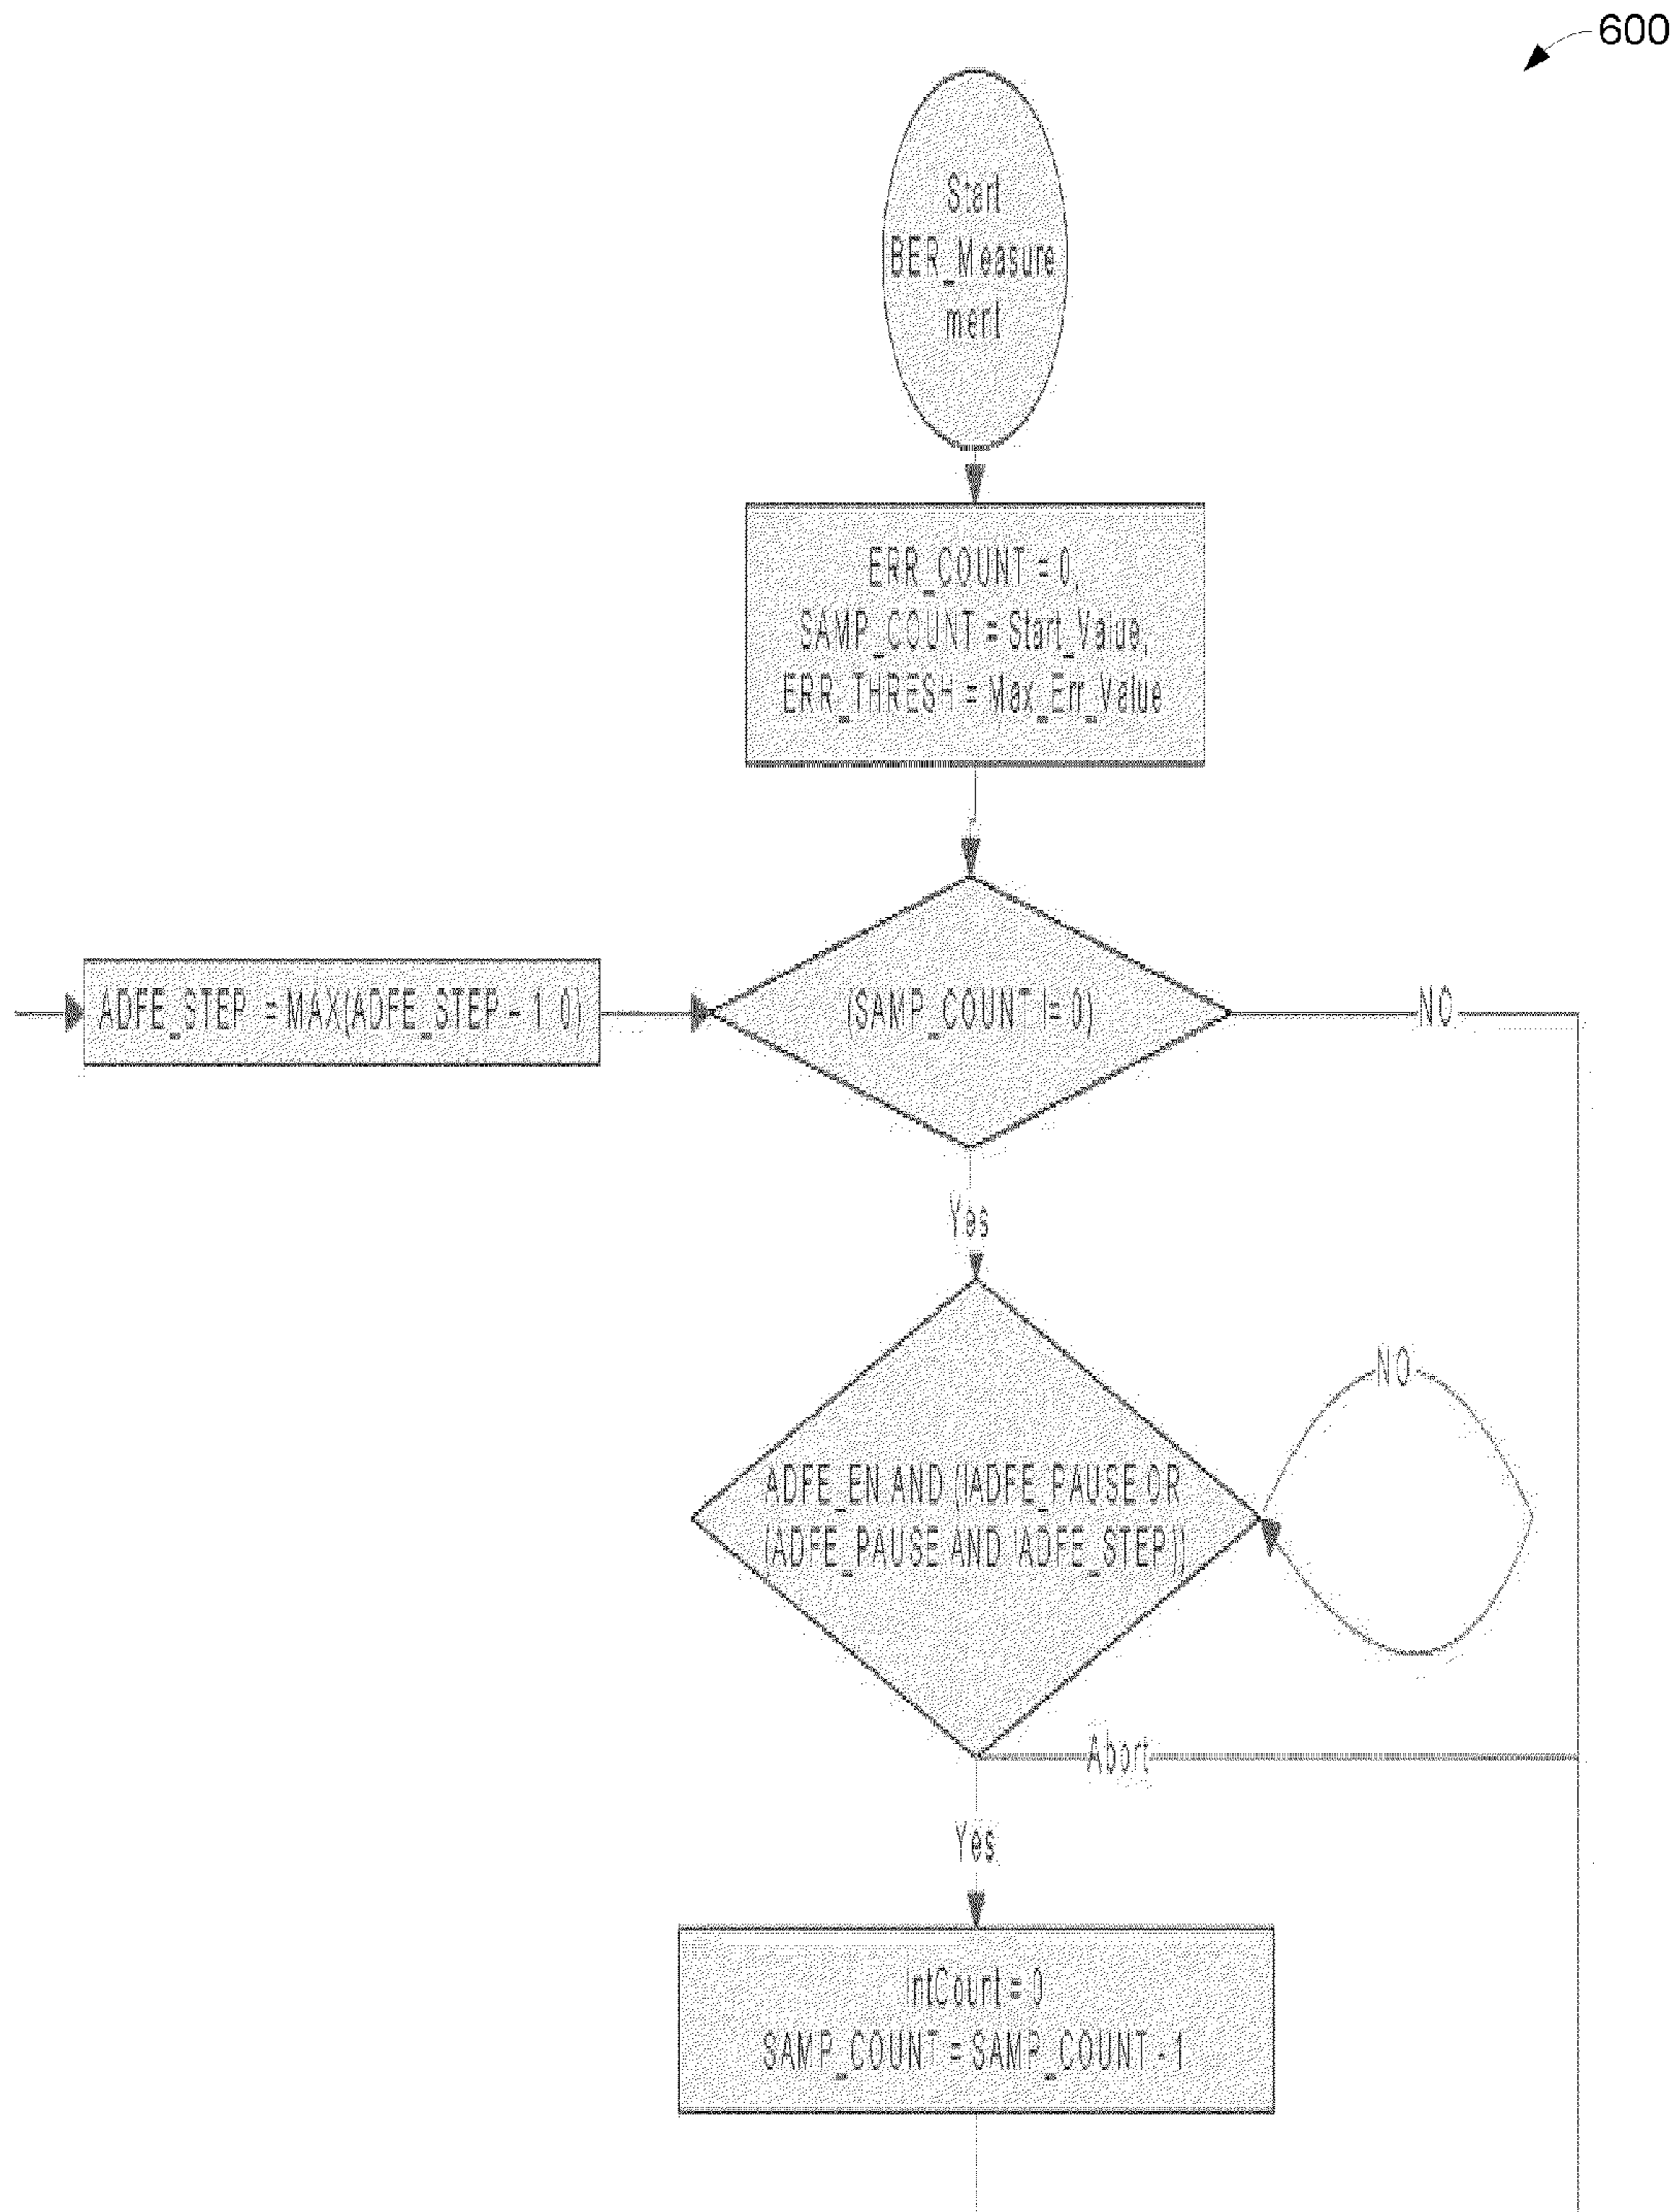 600
Start
BER_Measure
ment
ERR_COUNT = 0,
SAMP_COUNT = Start_Value,
ERR_THRESH = Max_Err_Value
ADFE_STEP = MAX(ADFE_STEP - 1 0)
(SAMP_COUNT != 0)
NO
Yes
NO
ADFE_EN AND (!ADFE_PAUSE OR
(ADFE_PAUSE AND !ADFE_STEP))
Abort
Yes
IntCount = 0
SAMP_COUNT = SAMP_COUNT - 1